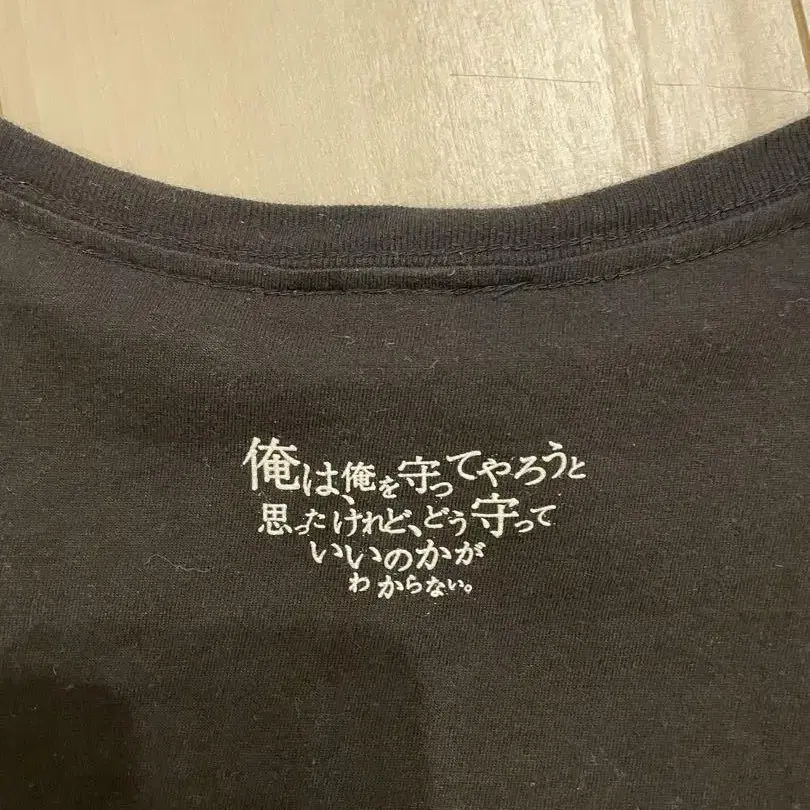 俺は、俺を守ってやろうと
思ったけれど、どう守って
いいのかが
わからない。